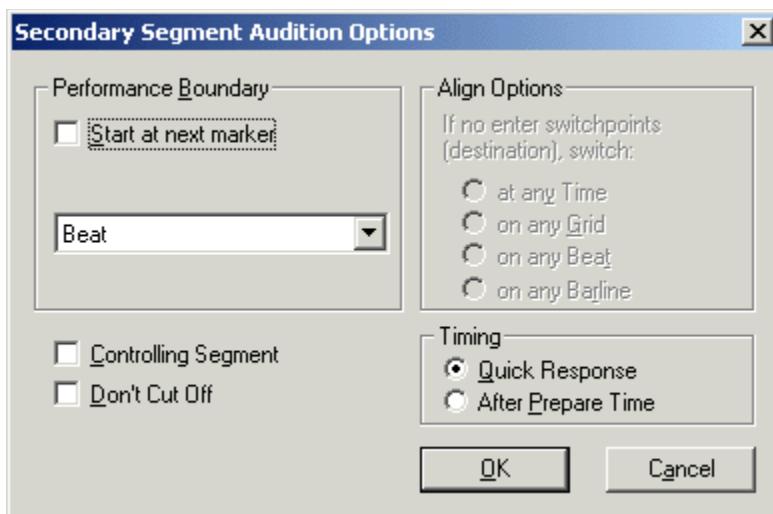 Secondary Segment Audition Options
Performance Boundary
Start at next marker
Beat
Controlling Segment
Don't Cut Off
Align Options
If no enter switchpoints
(destination), switch:
at any Time
on any Grid
on any Beat
on any Barline
Timing
Quick Response
After Prepare Time
OK
Cancel